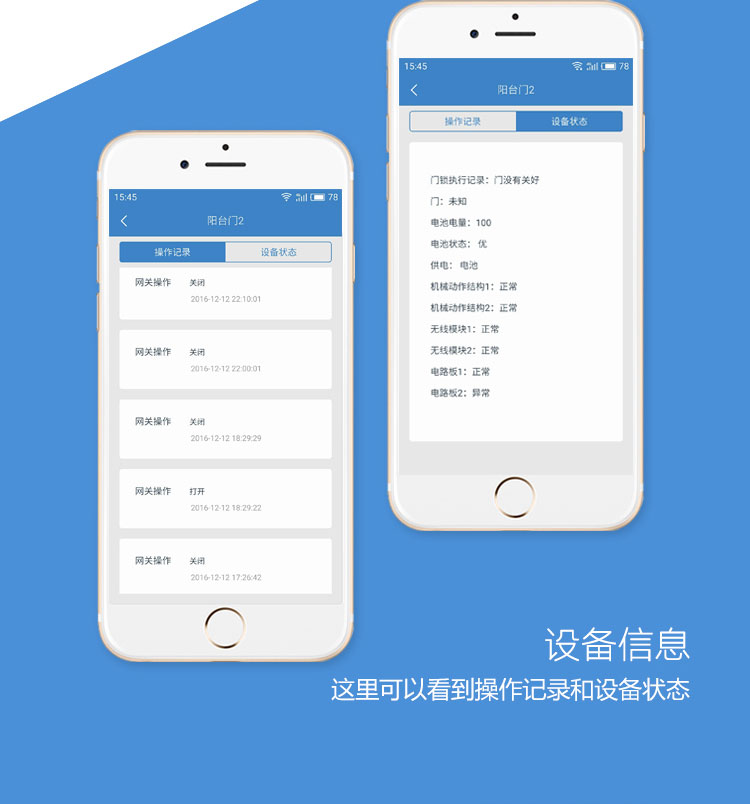 15:45 78
阳台门2
操作记录 设备状态
网关操作 关闭
2016-12-12 22:10:01
网关操作 关闭
2016-12-12 22:00:01
网关操作 关闭
2016-12-12 18:29:29
网关操作 打开
2016-12-12 18:29:22
网关操作 关闭
2016-12-12 17:26:42
15:45 78
阳台门2
操作记录 设备状态
门锁执行记录：门没有关好
门：未知
电池电量：100
电池状态： 优
供电： 电池
机械动作结构1：正常
机械动作结构2：正常
无线模块1：正常
无线模块2：正常
电路板1：正常
电路板2：异常
设备信息
这里可以看到操作记录和设备状态